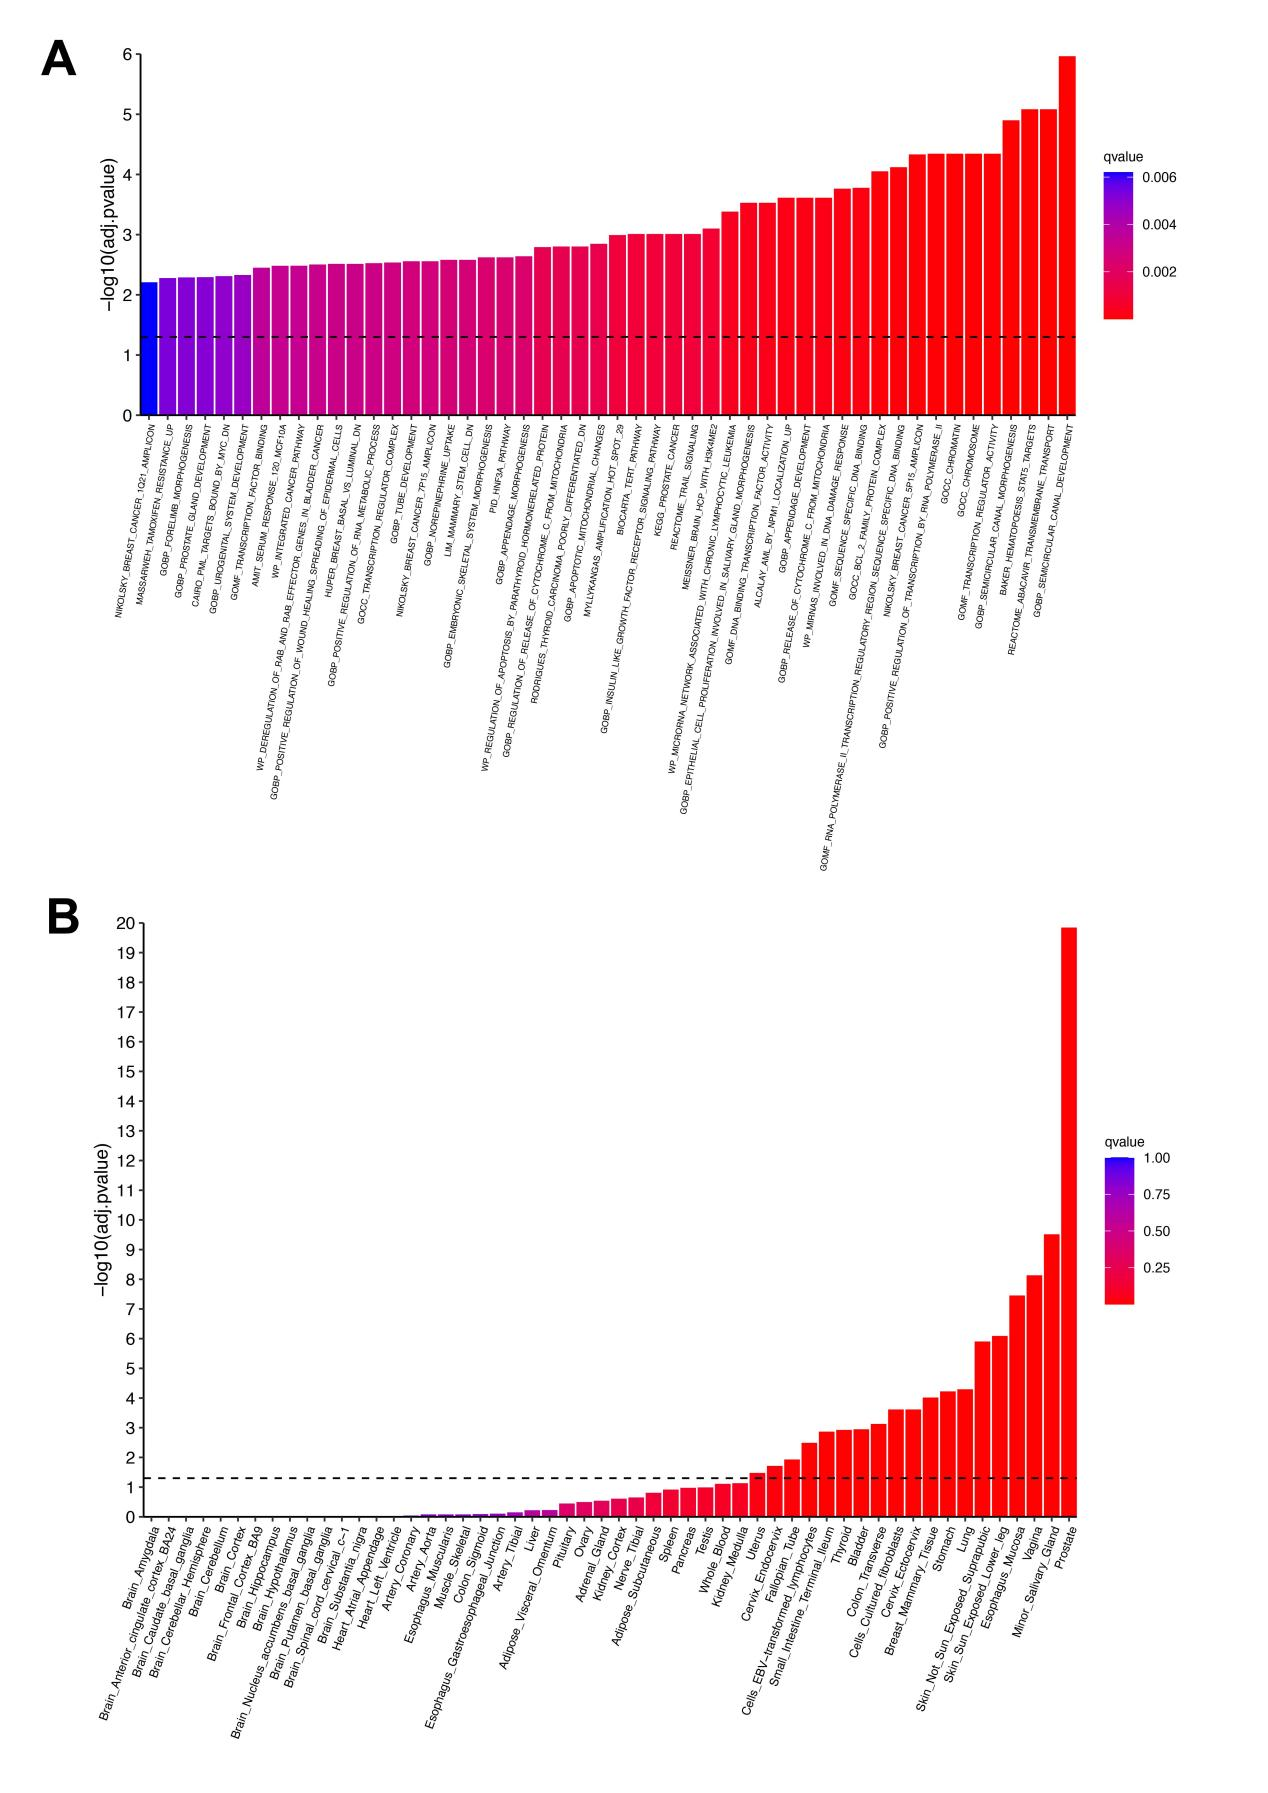 A
6
5
4
3
2
1
0
−log10(adj.pvalue)
NIKOLSKY_BREAST_CANCER_1Q21_AMPLICON
MASSARWEH_TAMOXIFEN_RESISTANCE_UP
GOBP_FORELIMB_MORPHOGENESIS
GOBP_PROSTATE_GLAND_DEVELOPMENT
CAIRO_PML_TARGETS_BOUND_BY_MYC_DN
GOBP_UROGENITAL_SYSTEM_DEVELOPMENT
GOMF_TRANSCRIPTION_FACTOR_BINDING
AMIT_SERUM_RESPONSE_120_MCF10A
WP_INTEGRATED_CANCER_PATHWAY
WP_DEREGULATION_OF_RAB_AND_RAB_EFFECTOR_GENES_IN_BLADDER_CANCER
GOBP_POSITIVE_REGULATION_OF_WOUND_HEALING_SPREADING_OF_EPIDERMAL_CELLS
HUPER_BREAST_BASAL_VS_LUMINAL_DN
GOBP_POSITIVE_REGULATION_OF_RNA_METABOLIC_PROCESS
GOCC_TRANSCRIPTION_REGULATOR_COMPLEX
GOBP_TUBE_DEVELOPMENT
NIKOLSKY_BREAST_CANCER_7P15_AMPLICON
GOBP_NOREPINEPHRINE_UPTAKE
LIM_MAMMARY_STEM_CELL_DN
GOBP_EMBRYONIC_SKELETAL_SYSTEM_MORPHOGENESIS
PID_HNF3A_PATHWAY
GOBP_APPENDAGE_MORPHOGENESIS
WP_REGULATION_OF_APOPTOSIS_BY_PARATHYROID_HORMONERELATED_PROTEIN
GOBP_REGULATION_OF_RELEASE_OF_CYTOCHROME_C_FROM_MITOCHONDRIA
RODRIGUES_THYROID_CARCINOMA_POORLY_DIFFERENTIATED_DN
GOBP_APOPTOTIC_MITOCHONDRIAL_CHANGES
MYLLYKANGAS_AMPLIFICATION_HOT_SPOT_29
BIOCARTA_TERT_PATHWAY
GOBP_INSULIN_LIKE_GROWTH_FACTOR_RECEPTOR_SIGNALING_PATHWAY
KEGG_PROSTATE_CANCER
REACTOME_TRAIL_SIGNALING
MEISSNER_BRAIN_HCP_WITH_H3K4ME2
WP_MICRORNA_NETWORK_ASSOCIATED_WITH_CHRONIC_LYMPHOCYTIC_LEUKEMIA
GOBP_EPITHELIAL_CELL_PROLIFERATION_INVOLVED_IN_SALIVARY_GLAND_MORPHOGENESIS
GOMF_DNA_BINDING_TRANSCRIPTION_FACTOR_ACTIVITY
ALCALAY_AML_BY_NPM1_LOCALIZATION_UP
GOBP_APPENDAGE_DEVELOPMENT
GOBP_RELEASE_OF_CYTOCHROME_C_FROM_MITOCHONDRIA
WP_MIRNAS_INVOLVED_IN_DNA_DAMAGE_RESPONSE
GOMF_SEQUENCE_SPECIFIC_DNA_BINDING
GOCC_BCL_2_FAMILY_PROTEIN_COMPLEX
GOMF_RNA_POLYMERASE_II_TRANSCRIPTION_REGULATORY_REGION_SEQUENCE_SPECIFIC_DNA_BINDING
NIKOLSKY_BREAST_CANCER_5P15_AMPLICON
GOBP_POSITIVE_REGULATION_OF_TRANSCRIPTION_BY_RNA_POLYMERASE_II
GOCC_CHROMATIN
GOCC_CHROMOSOME
GOMF_TRANSCRIPTION_REGULATOR_ACTIVITY
GOBP_SEMICIRCULAR_CANAL_MORPHOGENESIS
BAKER_HEMATOPOIESIS_STAT5_TARGETS
REACTOME_ABACAVIR_TRANSMEMBRANE_TRANSPORT
GOBP_SEMICIRCULAR_CANAL_DEVELOPMENT
qvalue
0.006
0.004
0.002
B
20
19
18
17
16
15
14
13
12
11
10
9
8
7
6
5
4
3
2
1
0
−log10(adj.pvalue)
Brain_Amygdala
Brain_Anterior_cingulate_cortex_BA24
Brain_Caudate_basal_ganglia
Brain_Cerebellar_Hemisphere
Brain_Cerebellum
Brain_Cortex
Brain_Frontal_Cortex_BA9
Brain_Hippocampus
Brain_Hypothalamus
Brain_Nucleus_accumbens_basal_ganglia
Brain_Putamen_basal_ganglia
Brain_Spinal_cord_cervical_c−1
Brain_Substantia_nigra
Heart_Atrial_Appendage
Heart_Left_Ventricle
Artery_Coronary
Artery_Aorta
Esophagus_Muscularis
Muscle_Skeletal
Colon_Sigmoid
Esophagus_Gastroesophageal_Junction
Artery_Tibial
Liver
Adipose_Visceral_Omentum
Pituitary
Ovary
Adrenal_Gland
Kidney_Cortex
Nerve_Tibial
Adipose_Subcutaneous
Spleen
Pancreas
Testis
Whole_Blood
Kidney_Medulla
Uterus
Cervix_Endocervix
Fallopian_Tube
Cells_EBV−transformed_lymphocytes
Small_Intestine_Terminal_Ileum
Thyroid
Bladder
Colon_Transverse
Cells_Cultured_fibroblasts
Cervix_Ectocervix
Breast_Mammary_Tissue
Stomach
Lung
Skin_Not_Sun_Exposed_Suprapubic
Skin_Sun_Exposed_Lower_leg
Esophagus_Mucosa
Vagina
Minor_Salivary_Gland
Prostate
qvalue
1.00
0.75
0.50
0.25